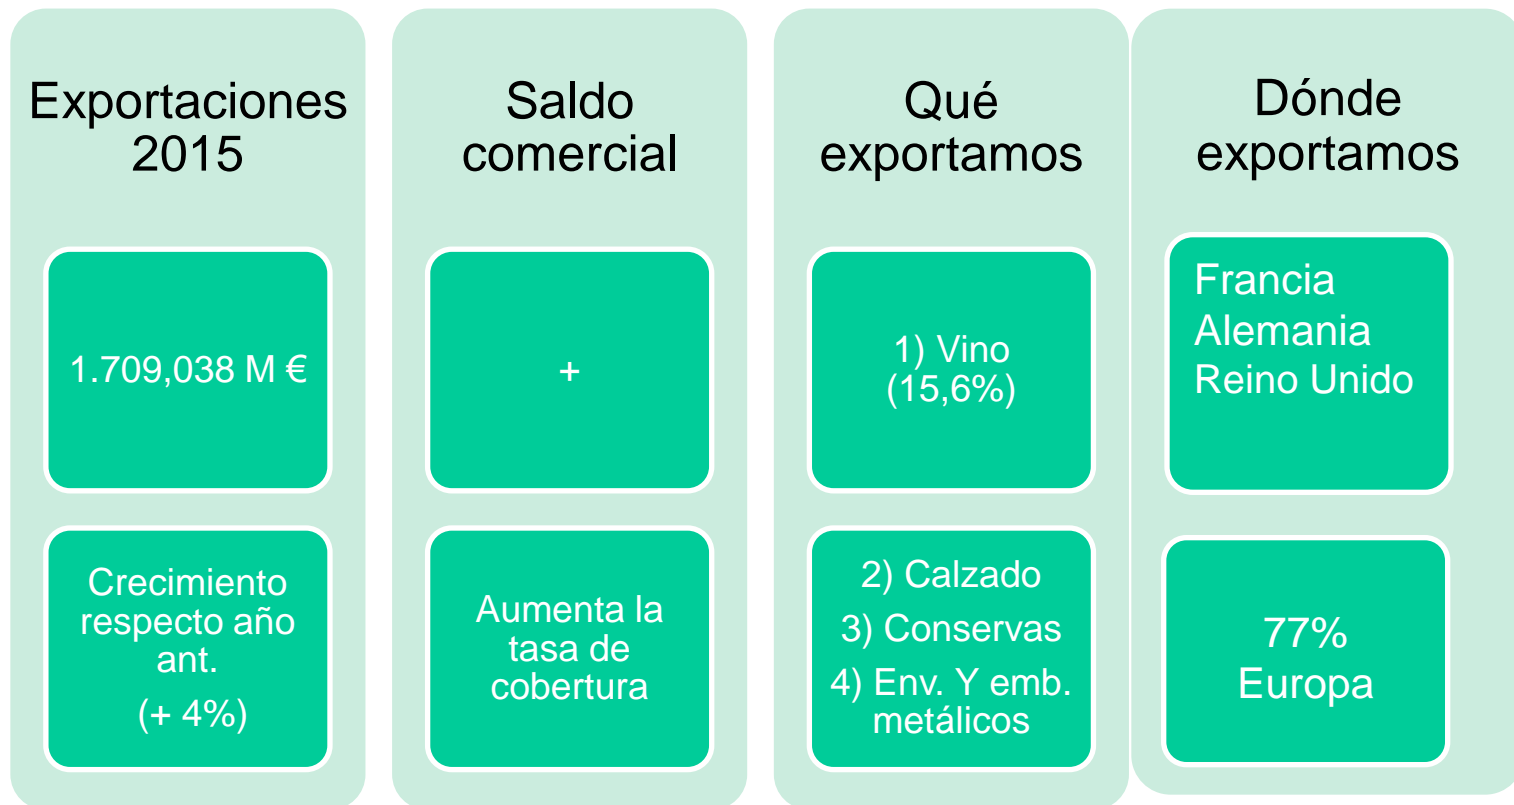 Exportaciones
2015
1.709,038 M €
Crecimiento
respecto año
ant.
(+ 4%)
Saldo
comercial
+
Aumenta la
tasa de
cobertura
Qué
exportamos
1) Vino
(15,6%)
2) Calzado
3) Conservas
4) Env. Y emb.
metálicos
Dónde
exportamos
Francia
Alemania
Reino Unido
77%
Europa